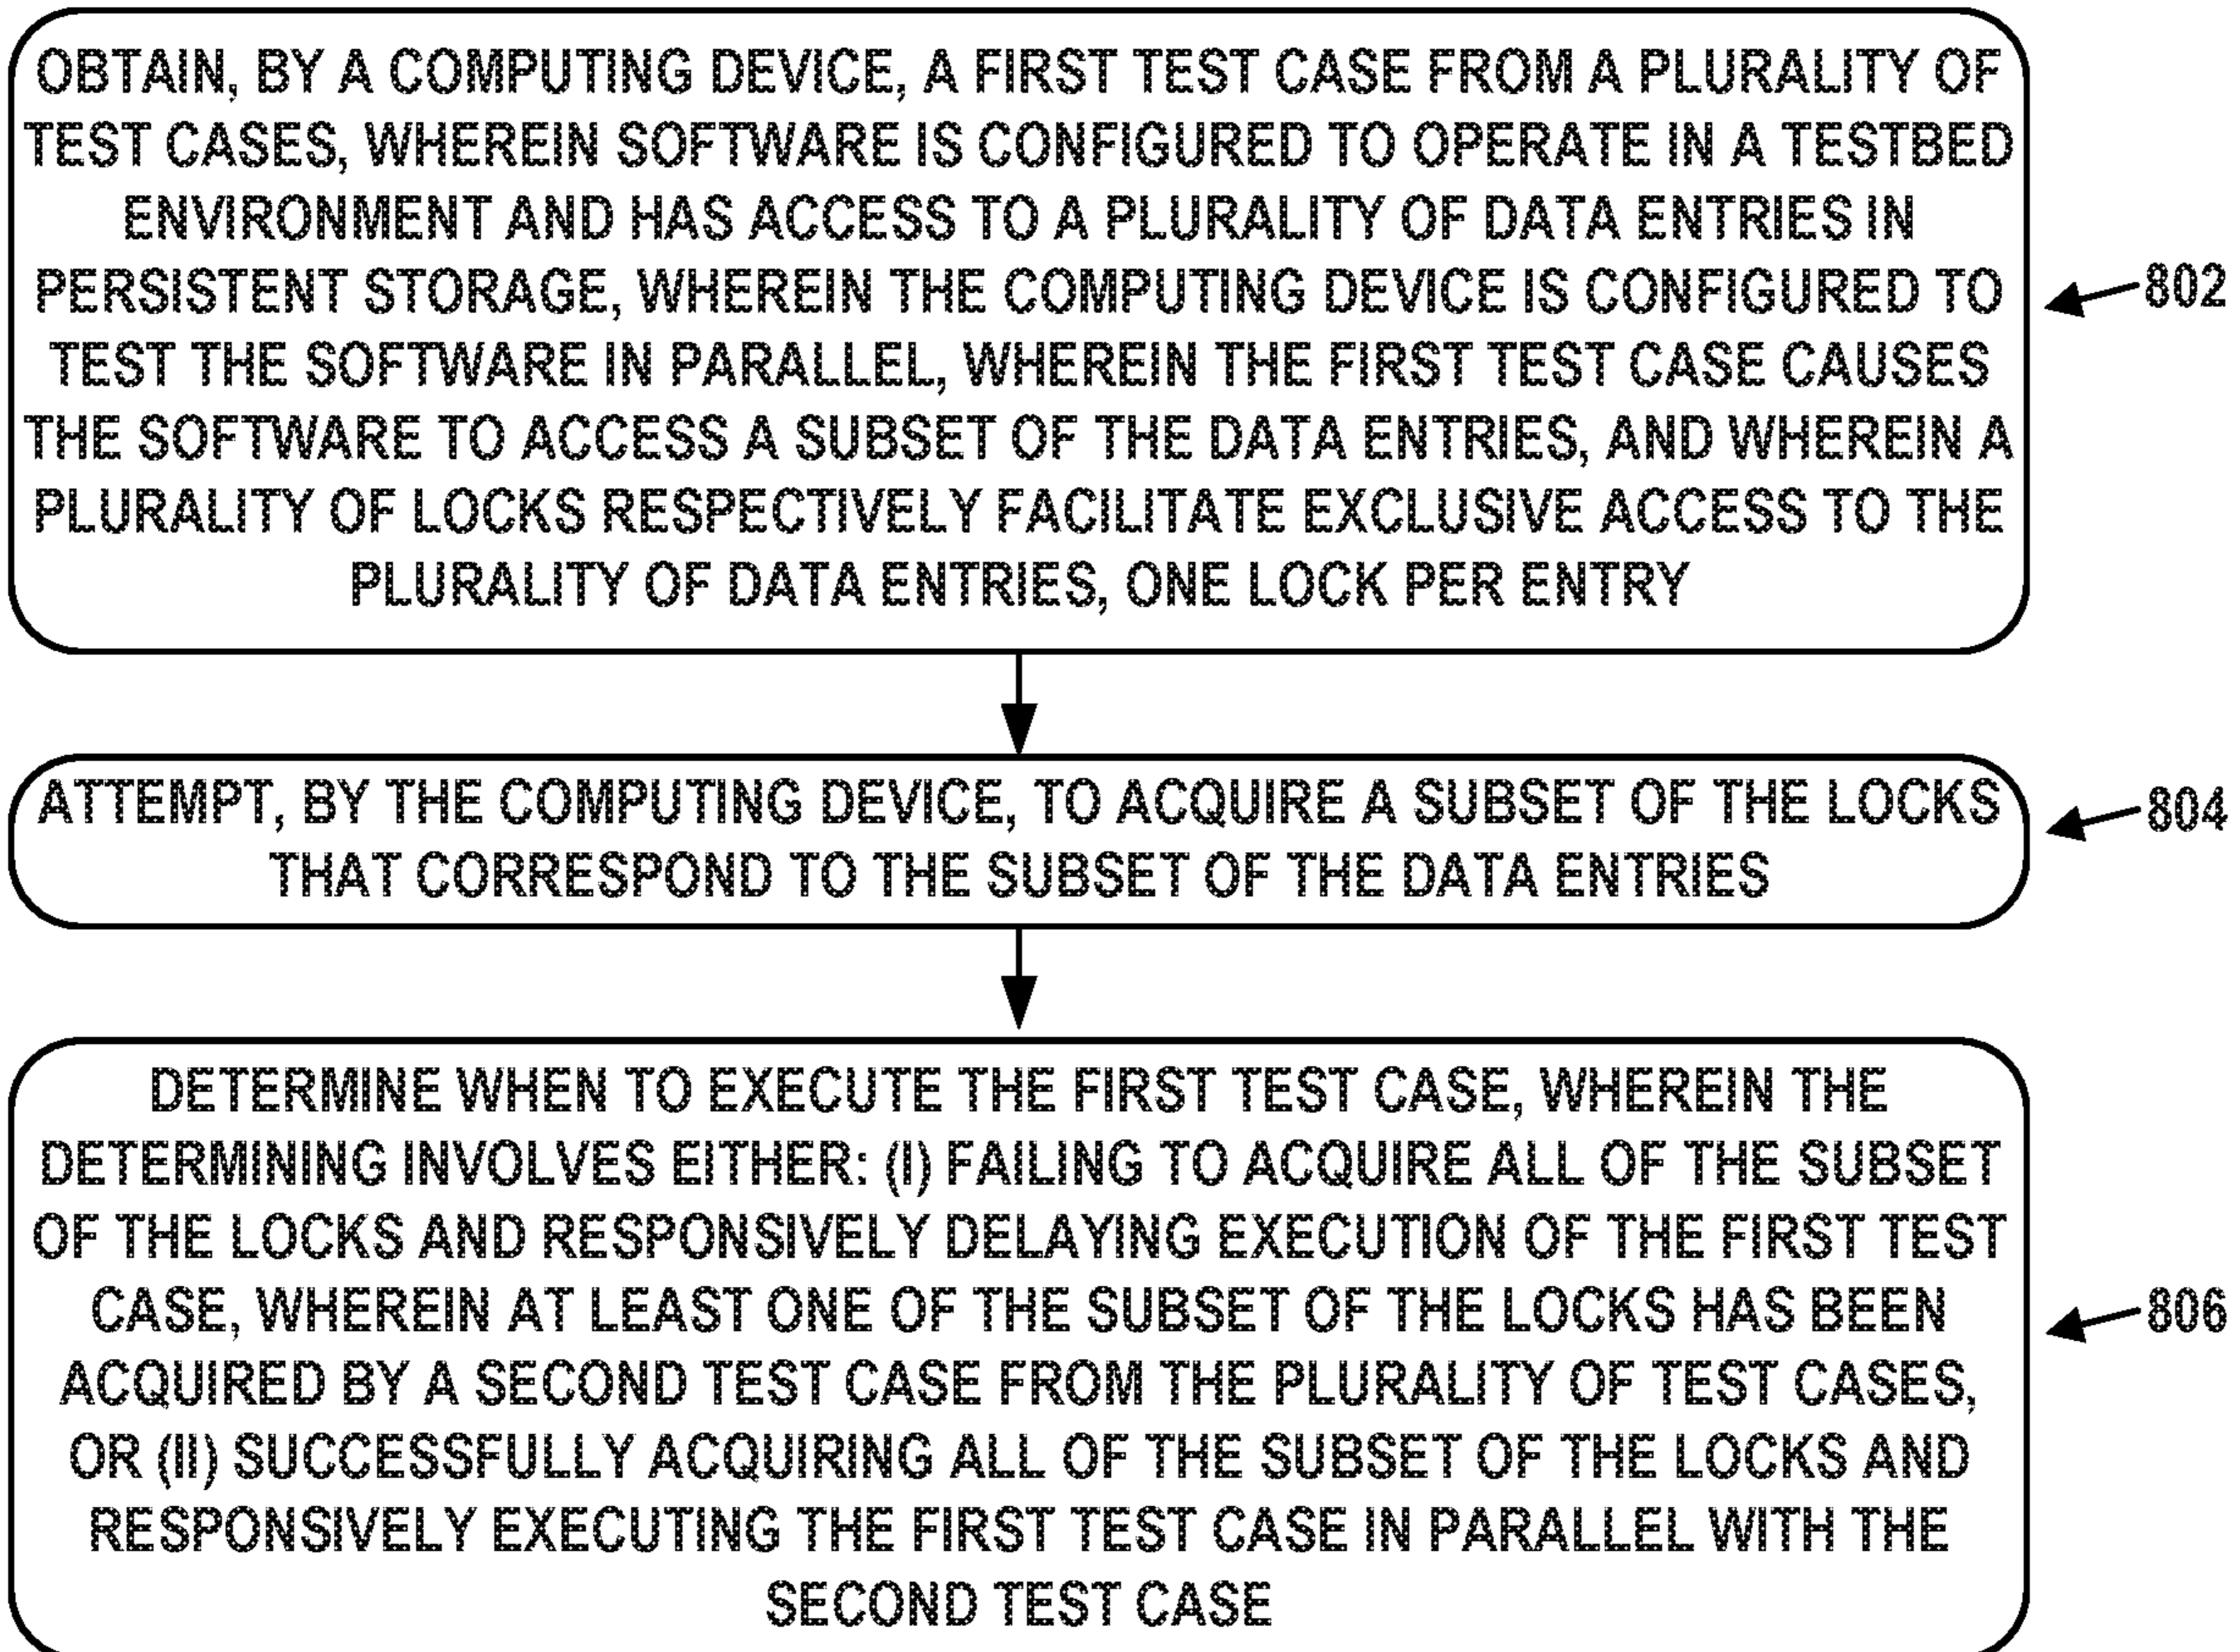 OBTAIN, BY A COMPUTING DEVICE, A FIRST TEST CASE FROM A PLURALITY OF
TEST CASES, WHEREIN SOFTWARE IS CONFIGURED TO OPERATE IN A TESTBED
ENVIRONMENT AND HAS ACCESS TO A PLURALITY OF DATA ENTRIES IN
PERSISTENT STORAGE, WHEREIN THE COMPUTING DEVICE IS CONFIGURED TO
TEST THE SOFTWARE IN PARALLEL, WHEREIN THE FIRST TEST CASE CAUSES
THE SOFTWARE TO ACCESS A SUBSET OF THE DATA ENTRIES, AND WHEREIN A
PLURALITY OF LOCKS RESPECTIVELY FACILITATE EXCLUSIVE ACCESS TO THE
PLURALITY OF DATA ENTRIES, ONE LOCK PER ENTRY
802
ATTEMPT, BY THE COMPUTING DEVICE, TO ACQUIRE A SUBSET OF THE LOCKS
THAT CORRESPOND TO THE SUBSET OF THE DATA ENTRIES
804
DETERMINE WHEN TO EXECUTE THE FIRST TEST CASE, WHEREIN THE
DETERMINING INVOLVES EITHER: (I) FAILING TO ACQUIRE ALL OF THE SUBSET
OF THE LOCKS AND RESPONSIVELY DELAYING EXECUTION OF THE FIRST TEST
CASE, WHEREIN AT LEAST ONE OF THE SUBSET OF THE LOCKS HAS BEEN
ACQUIRED BY A SECOND TEST CASE FROM THE PLURALITY OF TEST CASES,
OR (II) SUCCESSFULLY ACQUIRING ALL OF THE SUBSET OF THE LOCKS AND
RESPONSIVELY EXECUTING THE FIRST TEST CASE IN PARALLEL WITH THE
SECOND TEST CASE
806